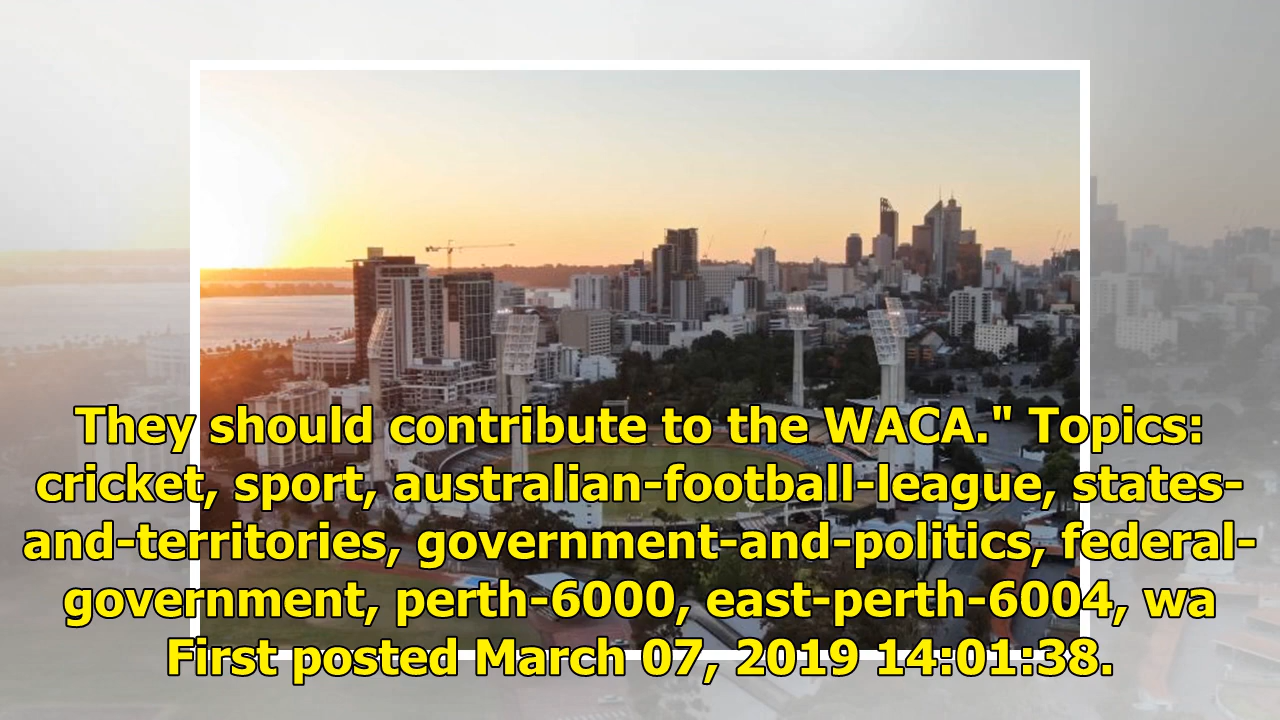 They should contribute to the WACA." Topics:
cricket, sport, australian-football-league, states-
and-territories, government-and-politics, federal-
government, perth-6000, east-perth-6004, wa
First posted March 07, 2019 14:01:38.